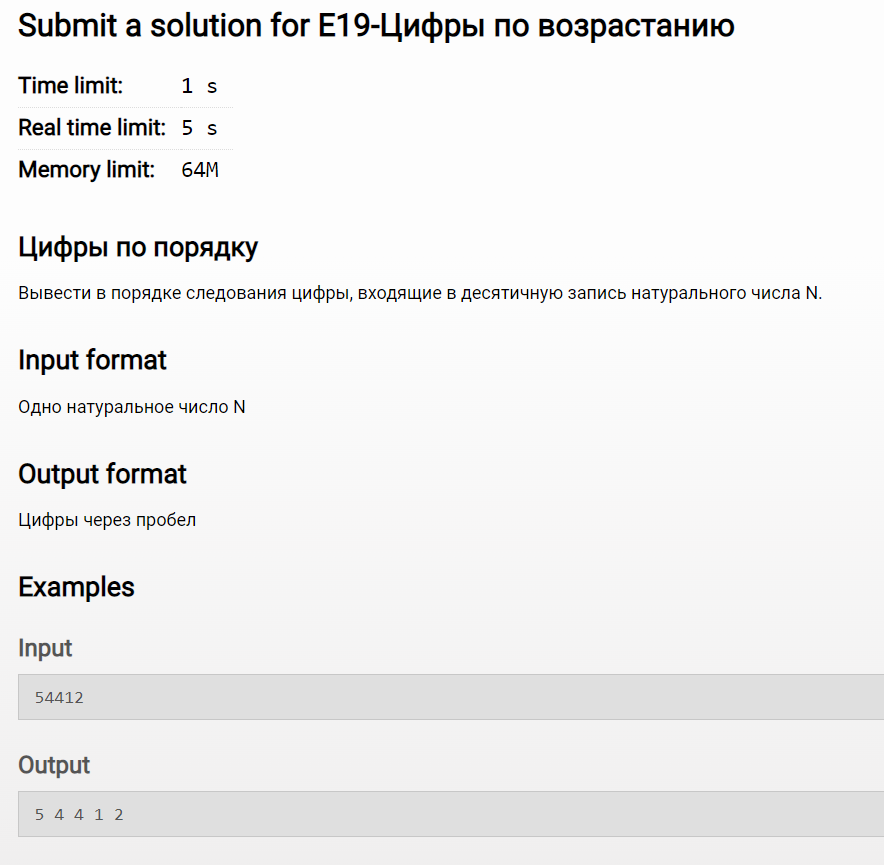 Submit a solution for E19-Цифры по возрастанию
Time limit: 1 s
Real time limit: 5 s
Memory limit: 64M
Цифры по порядку
Вывести в порядке следования цифры, входящие в десятичную запись натурального числа N.
Input format
Одно натуральное число N
Output format
Цифры через пробел
Examples
Input
54412
Output
5 4 4 1 2